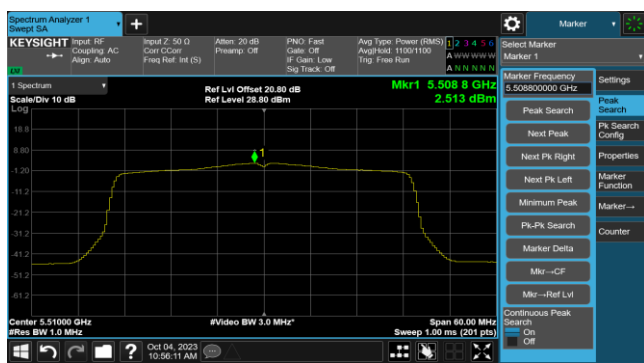 Spectrum Analyzer 1
Swept SA
Marker
KEYSIGHT
Input: RF
Coupling: AC
Align: Auto
Input Z: 50 Ω
Corr CCorr
Freq Ref: Int (S)
Atten: 20 dB
Preamp: Off
PNO: Fast
Gate: Off
IF Gain: Low
Sig Track: Off
Avg Type: Power (RMS)
Avg|Hold: 1100/1100
Trig: Free Run
1 2 3 4 5 6
A W W W W W
A N N N N N
LXI
Select Marker
Marker 1
1 Spectrum
Scale/Div 10 dB
Log
Ref Lvl Offset 20.80 dB
Ref Level 28.80 dBm
Mkr1 5.508 8 GHz
2.513 dBm
18.8
8.80
-1.20
-11.2
-21.2
-31.2
-41.2
-51.2
-61.2
1
Center 5.51000 GHz
#Res BW 1.0 MHz
#Video BW 3.0 MHz*
Span 60.00 MHz
Sweep 1.00 ms (201 pts)
Marker Frequency
5.508800000 GHz
Peak Search
Next Peak
Next Pk Right
Next Pk Left
Minimum Peak
Pk-Pk Search
Marker Delta
Mkr→CF
Mkr→Ref Lvl
Continuous Peak
Search
On
Off
Settings
Peak
Search
Pk Search
Config
Properties
Marker
Function
Marker→
Counter
?
Oct 04, 2023
10:56:11 AM